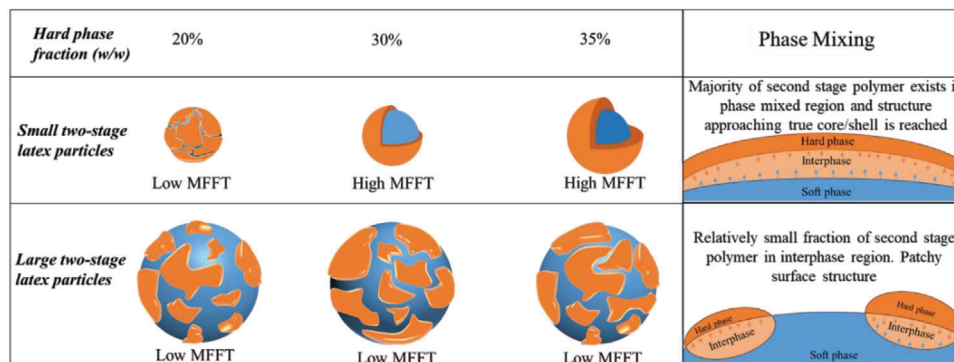 Hard phase
fraction (w/w)
20%
30%
35%
Phase Mixing
Small two-stage
latex particles
Low MFFT
High MFFT
High MFFT
Majority of second stage polymer exists i
phase mixed region and structure
approaching true core/shell is reached
Hard phase
Interphase
Soft phase
Large two-stage
latex particles
Low MFFT
Low MFFT
Low MFFT
Relatively small fraction of second stage
polymer in interphase region. Patchy
surface structure
Hard phase
Interphase
Hard phase
Interphase
Soft phase